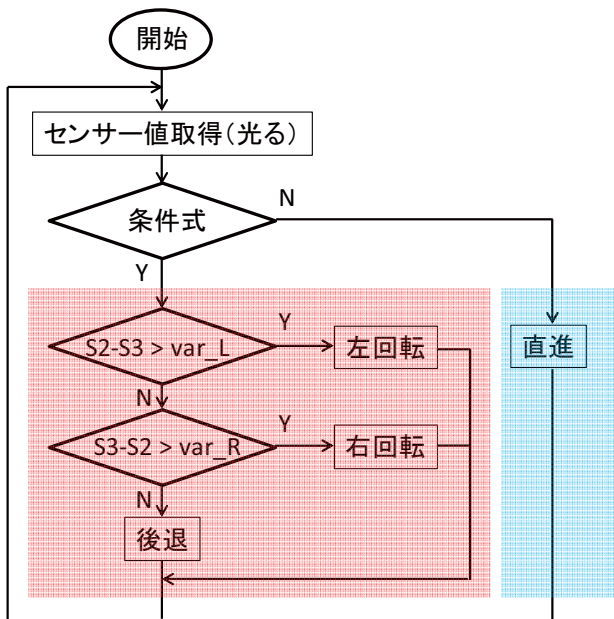 開始
センサー値取得(光る)
条件式
N
Y
S2-S3 > var_L
Y
左回転
直進
N
S3-S2 > var_R
Y
右回転
N
後退